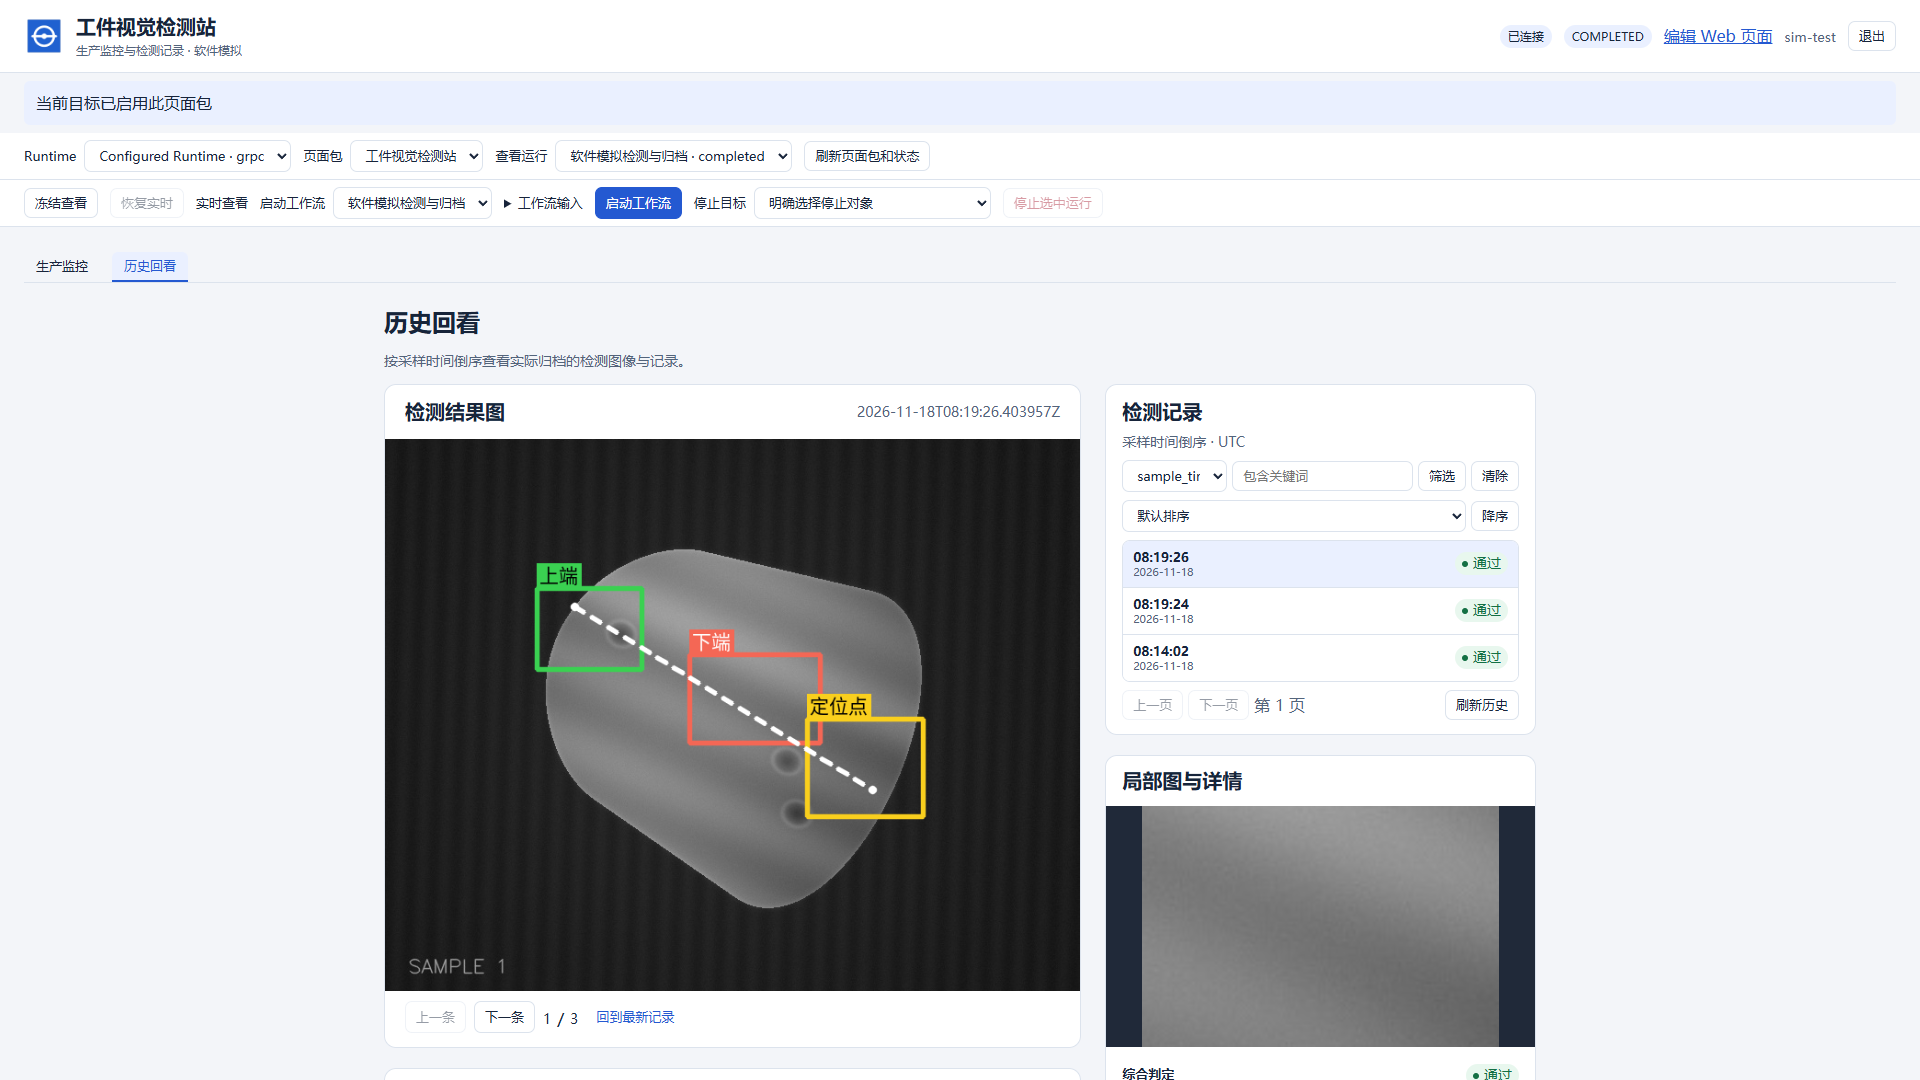 工件视觉检测站
生产监控与检测记录 · 软件模拟
已连接
COMPLETED
编辑 Web 页面
sim-test
退出
当前目标已启用此页面包
Runtime
Configured Runtime · grpc
页面包
工件视觉检测站
查看运行
软件模拟检测与归档 · completed
刷新页面包和状态
冻结查看
恢复实时
实时查看
启动工作流
软件模拟检测与归档
工作流输入
启动工作流
停止目标
明确选择停止对象
停止选中运行
生产监控
历史回看
历史回看
按采样时间倒序查看实际归档的检测图像与记录。
检测结果图
2026-11-18T08:19:26.403957Z
上端
下端
定位点
SAMPLE 1
上一条
下一条
1 / 3
回到最新记录
检测记录
采样时间倒序 · UTC
sample_tir
包含关键词
筛选
清除
默认排序
降序
08:19:26
2026-11-18
通过
08:19:24
2026-11-18
通过
08:14:02
2026-11-18
通过
上一页
下一页
第 1 页
刷新历史
局部图与详情
综合判定
通过